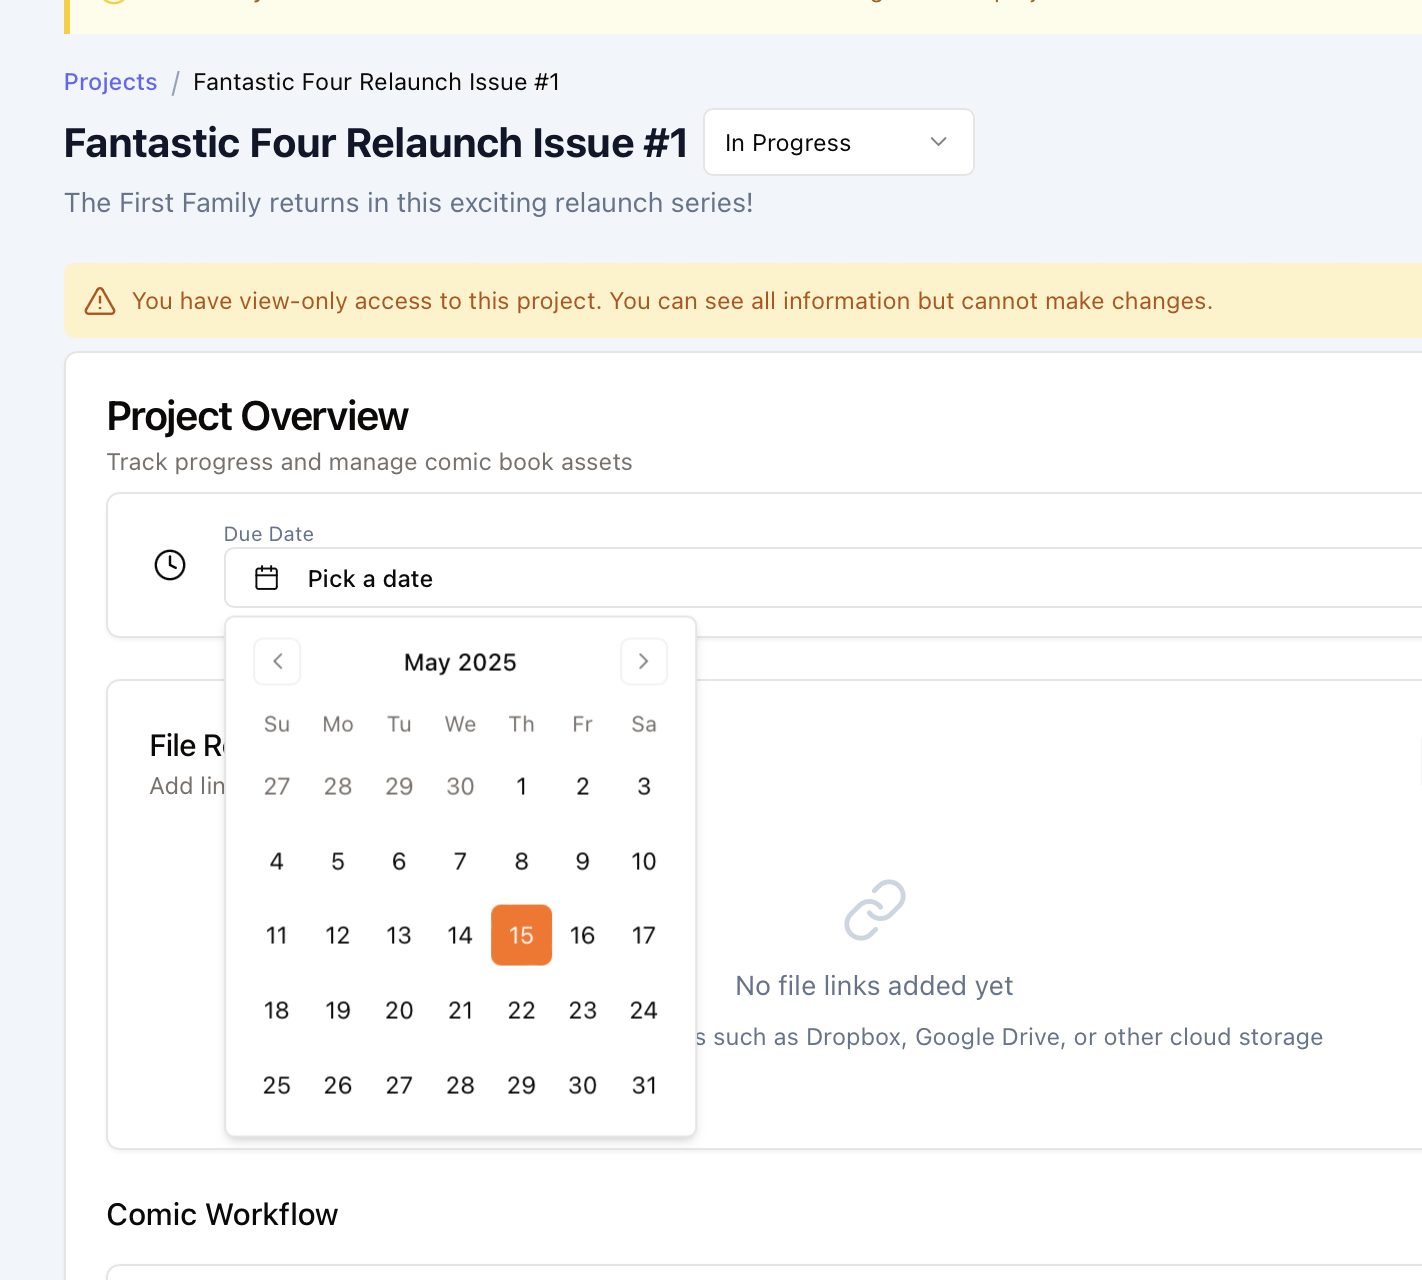 Projects / Fantastic Four Relaunch Issue #1
Fantastic Four Relaunch Issue #1
In Progress
The First Family returns in this exciting relaunch series!
You have view-only access to this project. You can see all information but cannot make changes.
Project Overview
Track progress and manage comic book assets
Due Date
Pick a date
May 2025
Su Mo Tu We Th Fr Sa
27 28 29 30 1 2 3
4 5 6 7 8 9 10
11 12 13 14 15 16 17
18 19 20 21 22 23 24
25 26 27 28 29 30 31
File
Add
No file links added yet
such as Dropbox, Google Drive, or other cloud storage
Comic Workflow